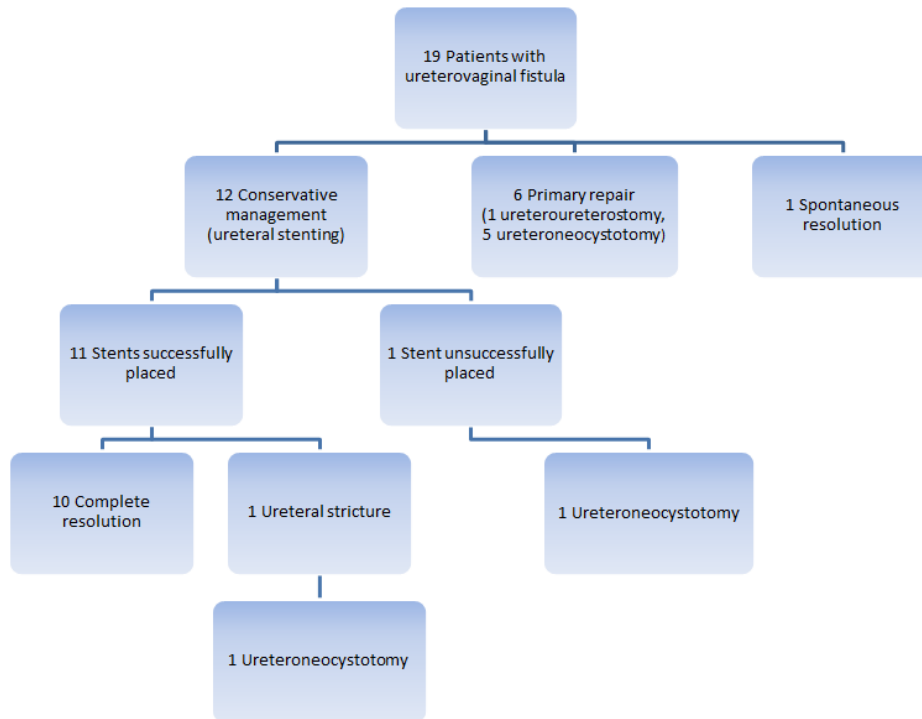 19 Patients with
ureterovaginal fistula
12 Conservative
management
(ureteral stenting)
6 Primary repair
(1 ureteroureterostomy,
5 ureteroneocystotomy)
1 Spontaneous
resolution
11 Stents successfully
placed
1 Stent unsuccessfully
placed
10 Complete
resolution
1 Ureteral stricture
1 Ureteroneocystotomy
1 Ureteroneocystotomy